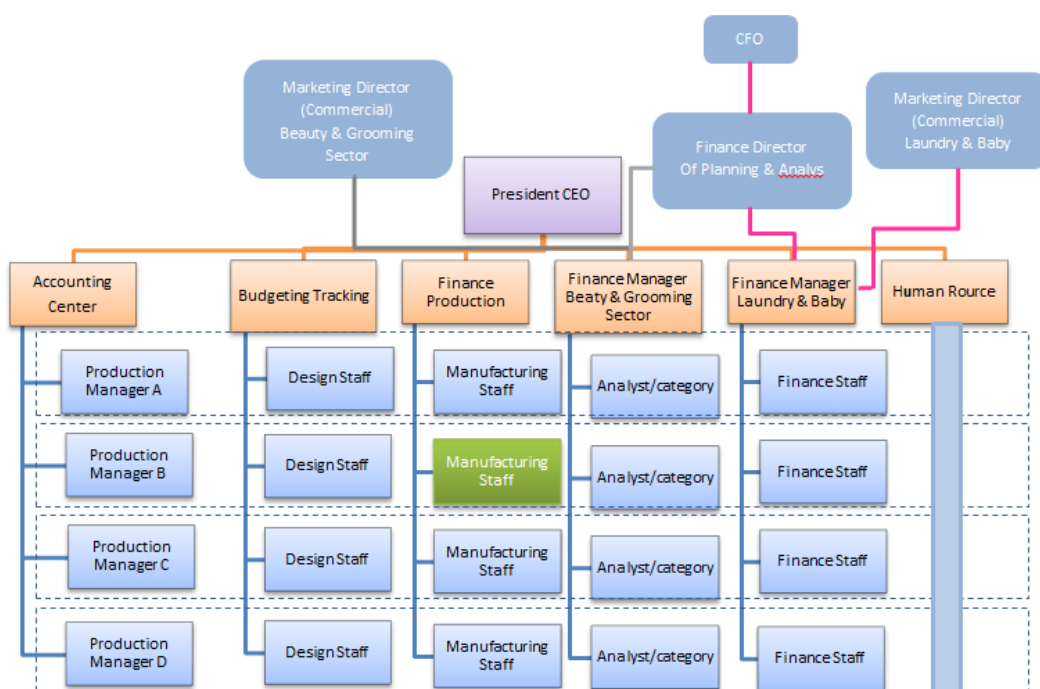 CFO
Marketing Director
(Commercial)
Beauty & Grooming
Sector
Marketing Director
(Commercial)
Laundry & Baby
Finance Director
Of Planning & Analys
President CEO
Accounting
Center
Budgeting Tracking
Finance
Production
Finance Manager
Beaty & Grooming
Sector
Finance Manager
Laundry & Baby
Human Rource
Production
Manager A
Design Staff
Manufacturing
Staff
Analyst/category
Finance Staff
Production
Manager B
Design Staff
Manufacturing
Staff
Analyst/category
Finance Staff
Production
Manager C
Design Staff
Manufacturing
Staff
Analyst/category
Finance Staff
Production
Manager D
Design Staff
Manufacturing
Staff
Analyst/category
Finance Staff